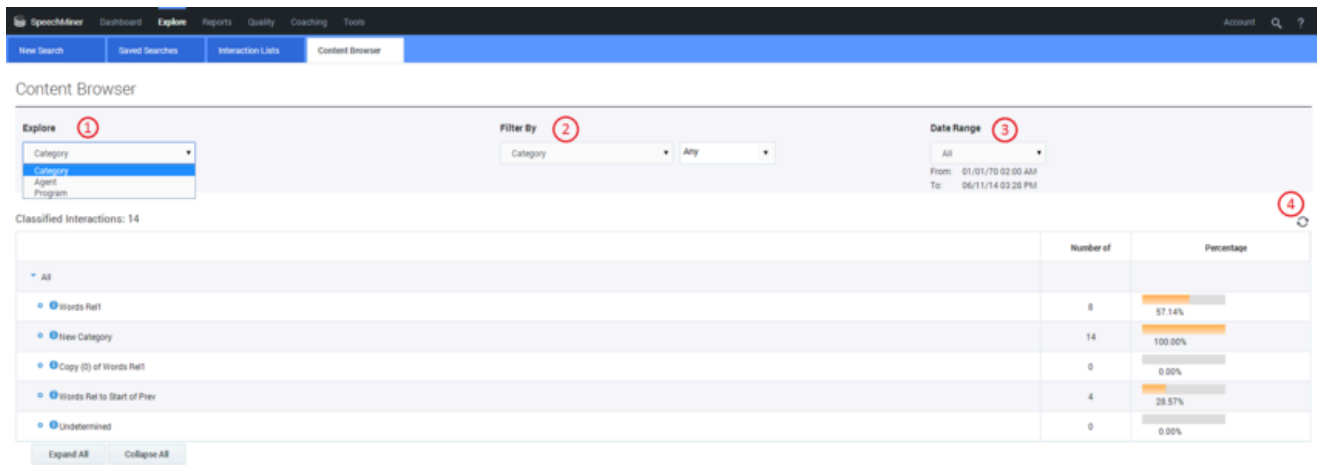 SpeechMiner Dashboard Explore Reports Quality Coaching Tools Account ?
New Search Saved Searches Interaction Lists Content Browser
Content Browser
Explore 1 Filter By 2 Date Range 3
Category Category Any All
Category
Agent
Program
From: 01/01/70 02:00 AM
To: 06/11/14 03:28 PM
4
Classified Interactions: 14
Number of Percentage
All
Words Rel1 8 57.14%
New Category 14 100.00%
Copy (0) of Words Rel1 0 0.00%
Words Rel to Start of Prev 4 28.57%
Undetermined 0 0.00%
Expand All Collapse All